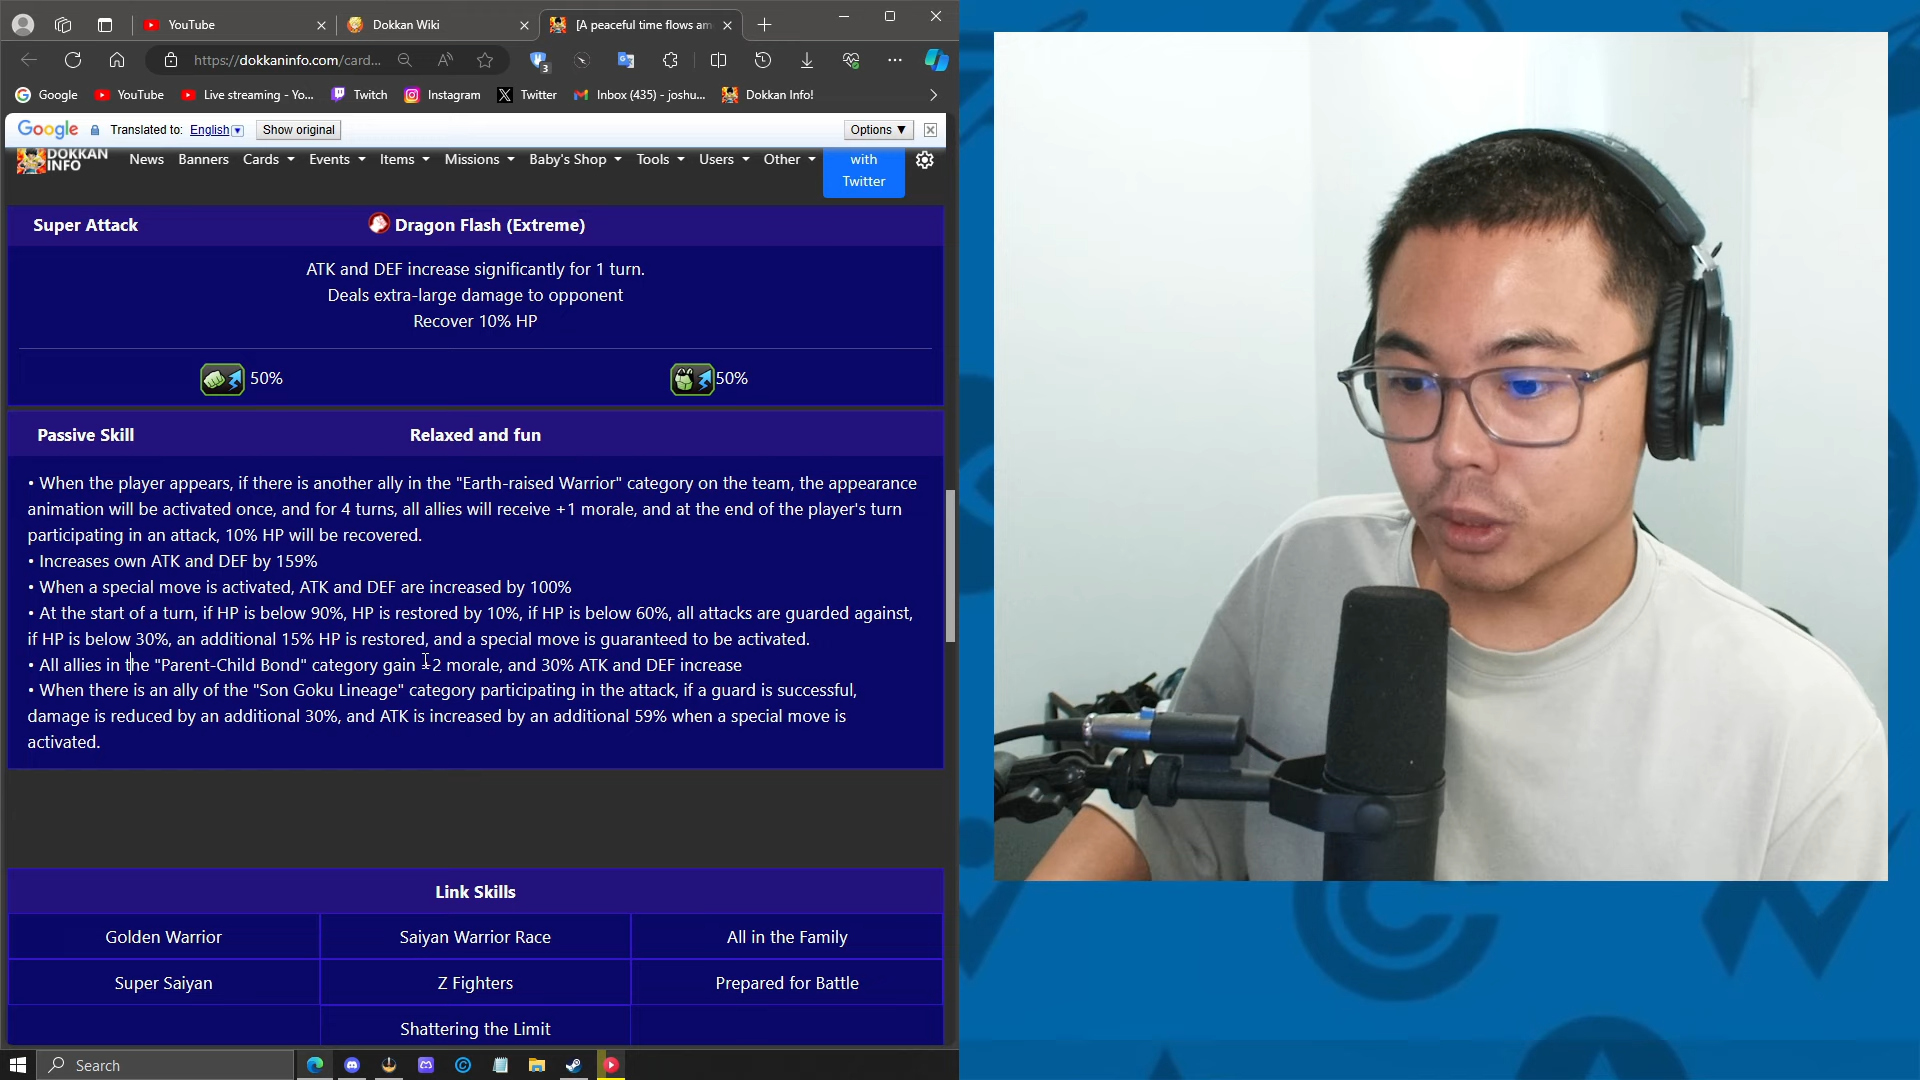 YouTube
Dokkan Wiki
[A peaceful time flows am
https://dokkaninfo.com/card...
3
Google
YouTube
Live streaming - Yo...
Twitch
Instagram
Twitter
Inbox (435) - joshu...
Dokkan Info!
Google
Translated to:
English
Show original
Options ▼
DOKKAN
INFO
News
Banners
Cards
Events
Items
Missions
Baby's Shop
Tools
Users
Other
with
Twitter
Super Attack
Dragon Flash (Extreme)
ATK and DEF increase significantly for 1 turn.
Deals extra-large damage to opponent
Recover 10% HP
50%
50%
Passive Skill
Relaxed and fun
• When the player appears, if there is another ally in the "Earth-raised Warrior" category on the team, the appearance
animation will be activated once, and for 4 turns, all allies will receive +1 morale, and at the end of the player's turn
participating in an attack, 10% HP will be recovered.
• Increases own ATK and DEF by 159%
• When a special move is activated, ATK and DEF are increased by 100%
• At the start of a turn, if HP is below 90%, HP is restored by 10%, if HP is below 60%, all attacks are guarded against,
if HP is below 30%, an additional 15% HP is restored, and a special move is guaranteed to be activated.
• All allies in the "Parent-Child Bond" category gain +2 morale, and 30% ATK and DEF increase
• When there is an ally of the "Son Goku Lineage" category participating in the attack, if a guard is successful,
damage is reduced by an additional 30%, and ATK is increased by an additional 59% when a special move is
activated.
Link Skills
Golden Warrior
Saiyan Warrior Race
All in the Family
Super Saiyan
Z Fighters
Prepared for Battle
Shattering the Limit
Search